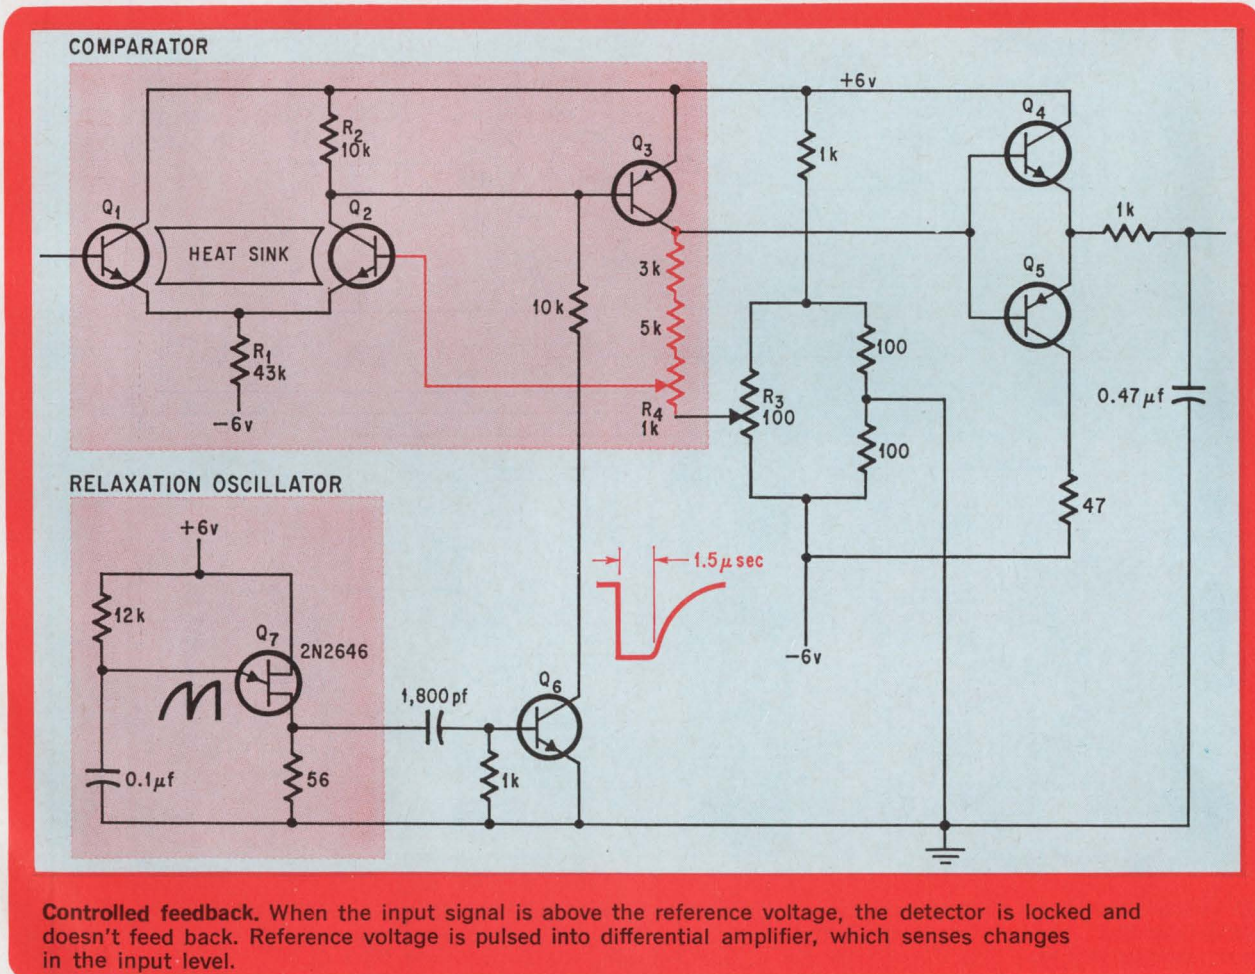 COMPARATOR
+6v
Q4
R2
10k
Q3
1k
Q1
Q2
1k
HEAT SINK
3k
Q5
10k
5k
R1
43k
100
R3
100
0.47μf
R4
1k
-6v
100
RELAXATION OSCILLATOR
47
+6v
1.5μ sec
12k
Q7
2N2646
-6v
Q6
1,800pf
0.1μf
56
1k
Controlled feedback. When the input signal is above the reference voltage, the detector is locked and
doesn't feed back. Reference voltage is pulsed into differential amplifier, which senses changes
in the input level.